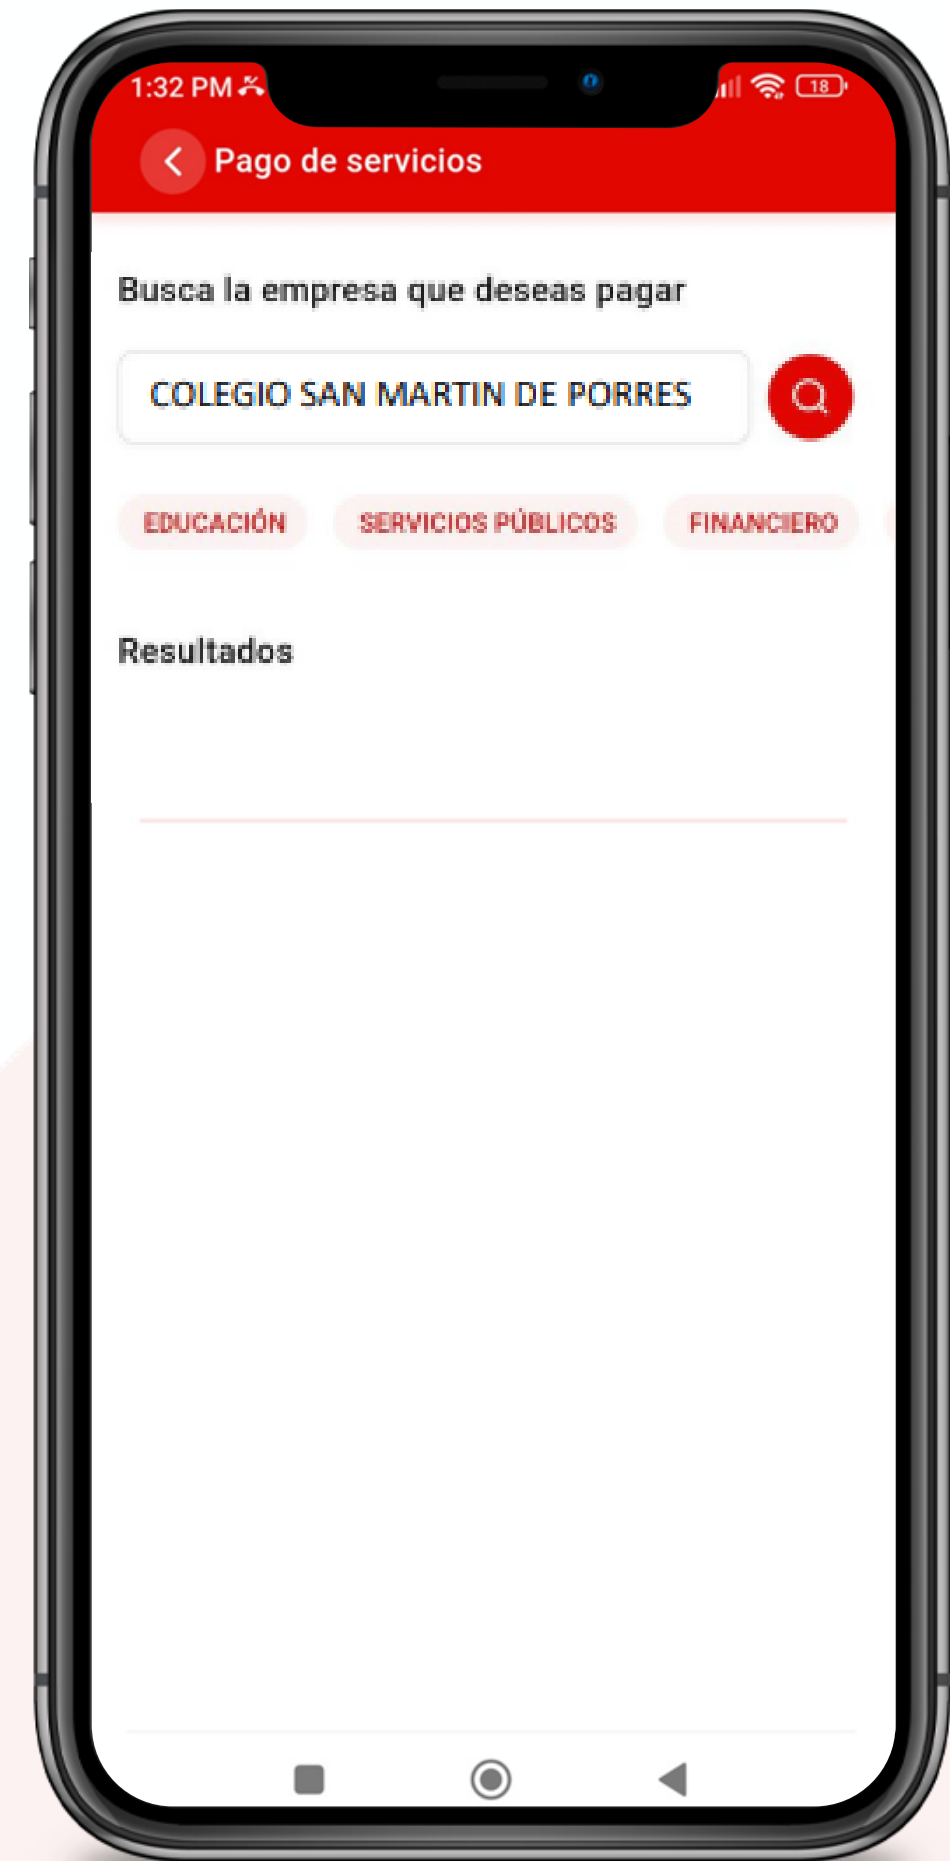 1:32 PM
18
Pago de servicios
Busca la empresa que deseas pagar
COLEGIO SAN MARTIN DE PORRES
EDUCACIÓN
SERVICIOS PÚBLICOS
FINANCIERO
Resultados